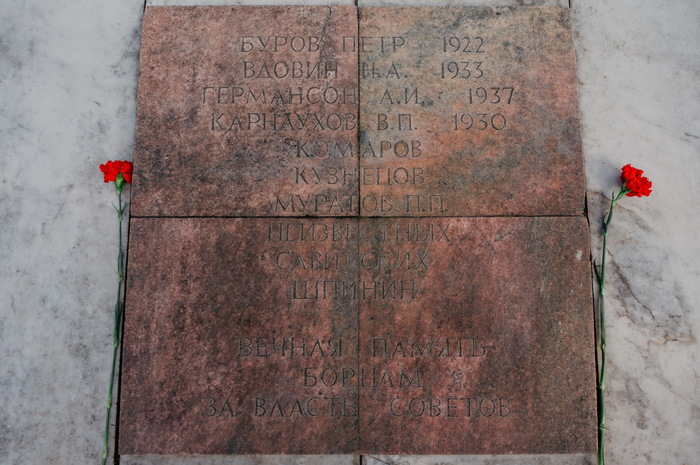 БУРОВ ПЕТР 1922
ВДОВИН Н.А. 1933
ГЕРМАНСОН А.И. 1937
КАРНАУХОВ В.П. 1930
КОМАРОВ
КУЗНЕЦОВ
МУРАТОВ П.П.
НЕИЗВЕСТНЫХ
САВИТСКИХ
ШПИНИН
ВЕЧНАЯ ПАМЯТЬ
БОРЦАМ
ЗА ВЛАСТЬ СОВЕТОВ